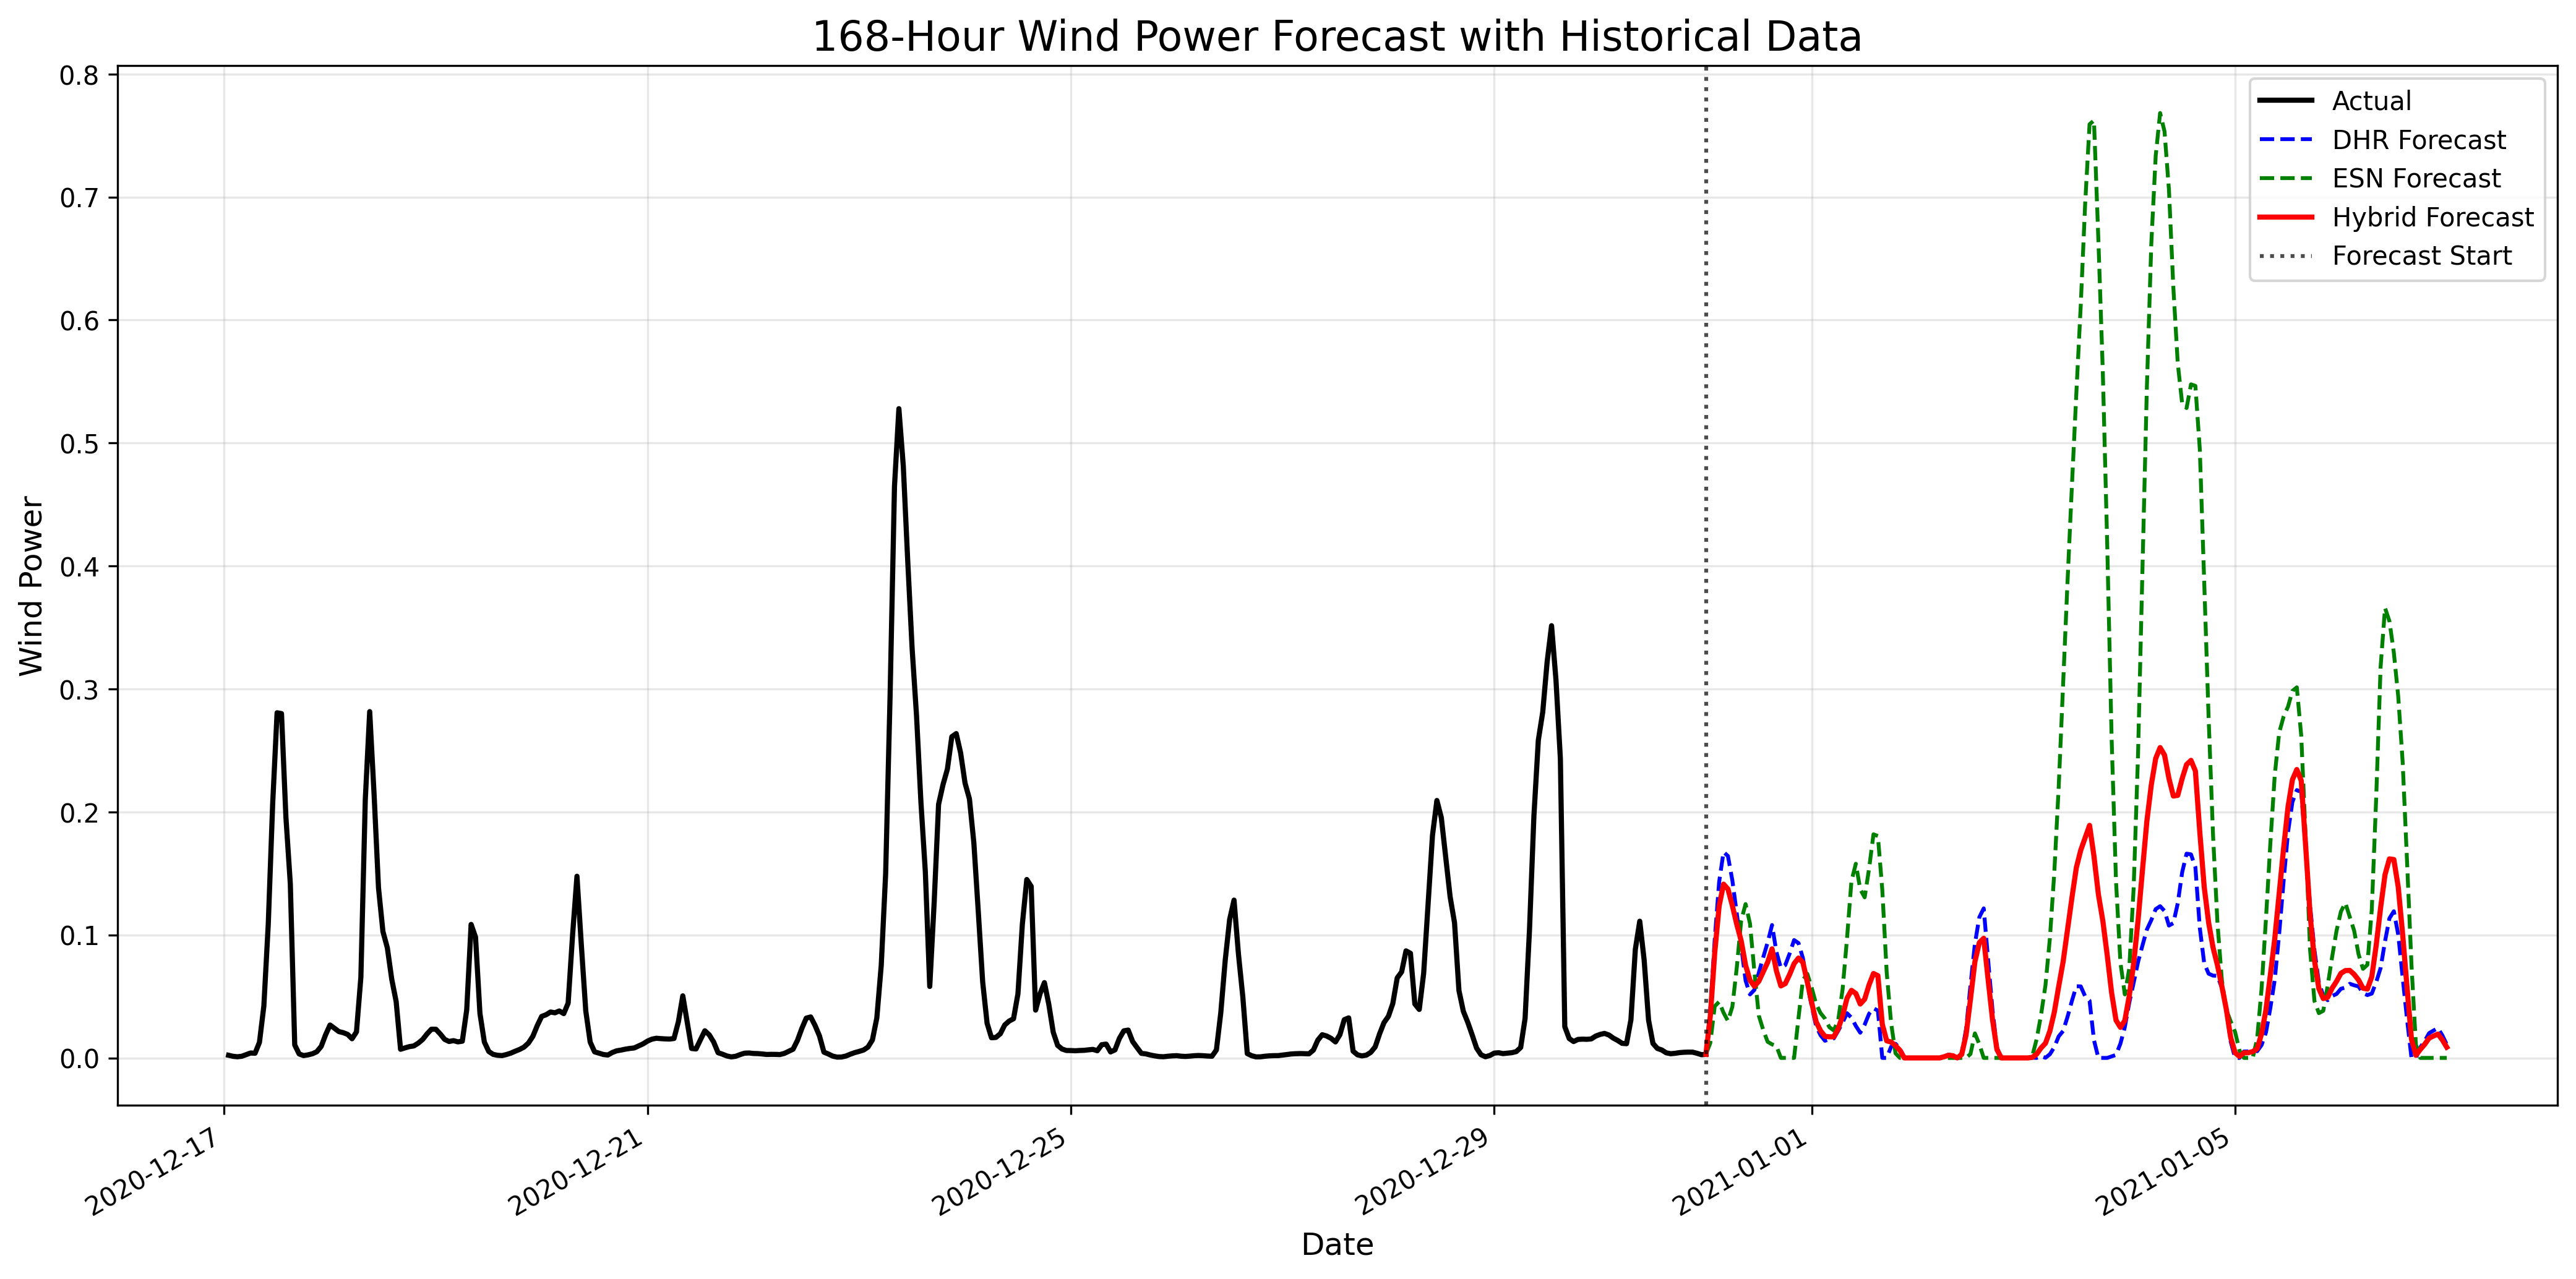 168-Hour Wind Power Forecast with Historical Data
Actual
DHR Forecast
ESN Forecast
Hybrid Forecast
Forecast Start
Wind Power
0.8
0.7
0.6
0.5
0.4
0.3
0.2
0.1
0.0
2020-12-17
2020-12-21
2020-12-25
2020-12-29
2021-01-01
2021-01-05
Date